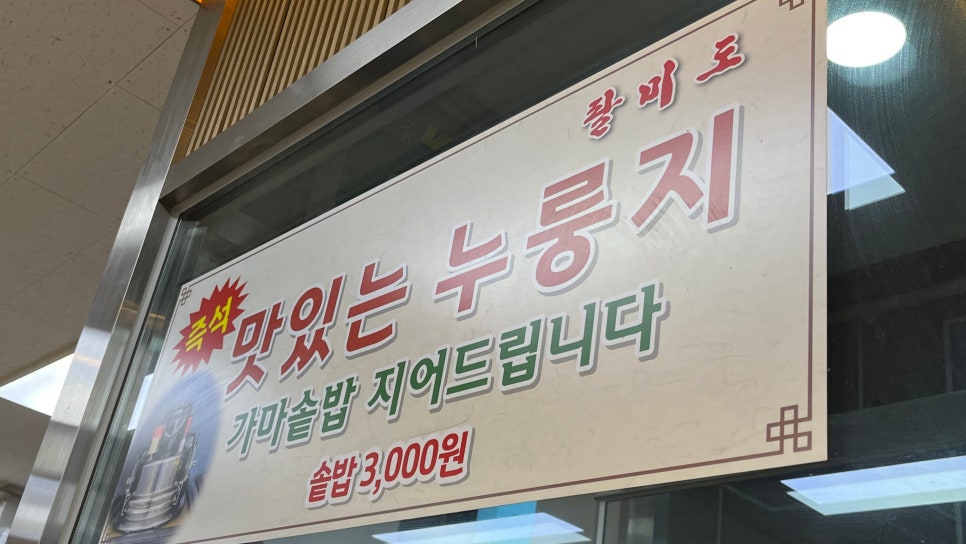 팔미도
즉석 맛있는 누룽지
가마솥밥 지어드립니다
솥밥 3,000원